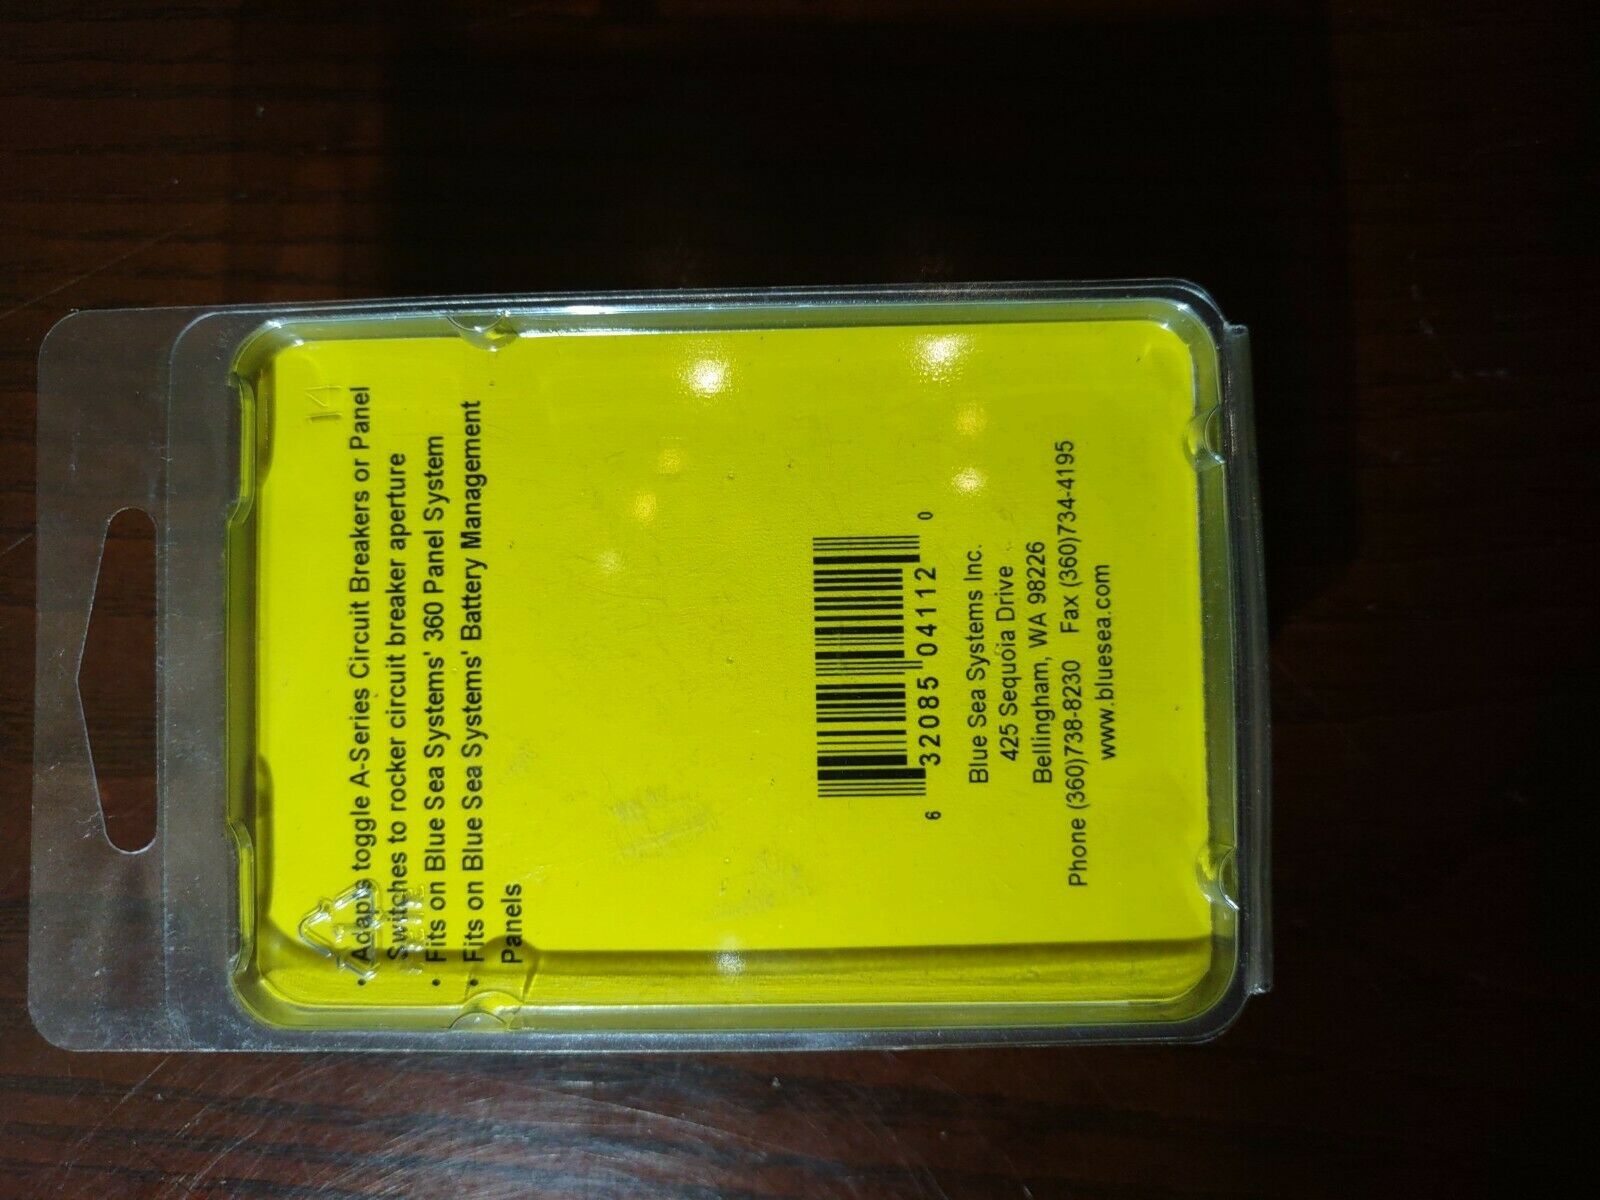 14
• Adapts toggle A-Series Circuit Breakers or Panel
Switches to rocker circuit breaker aperture
• Fits on Blue Sea Systems' 360 Panel System
• Fits on Blue Sea Systems' Battery Management
Panels
6 32085 04112 0
Blue Sea Systems Inc.
425 Sequoia Drive
Bellingham, WA 98226
Phone (360)738-8230 Fax (360)734-4195
www.bluesea.com